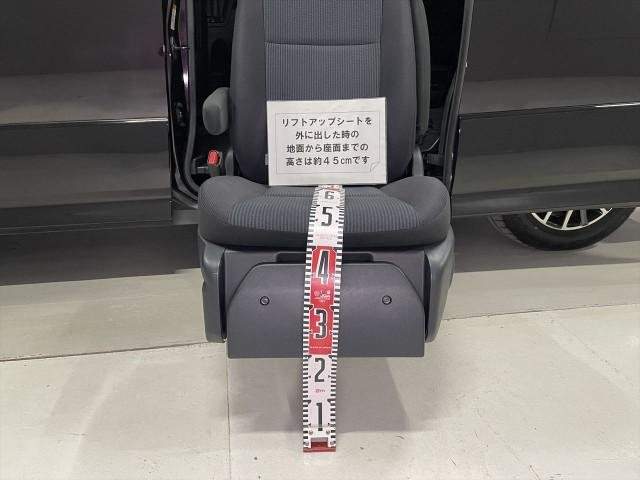 リフトアップシートを
外に出した時の
地面から座面までの
高さは約45cmです
6
5
4
3
2
1